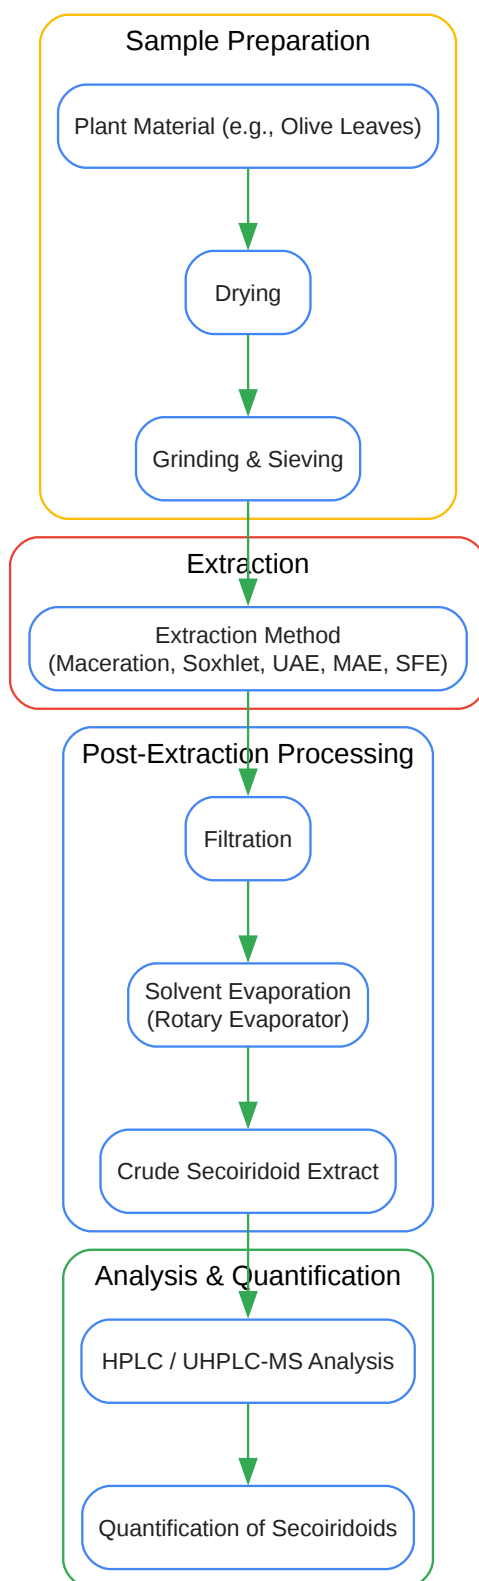 Sample Preparation
Plant Material (e.g., Olive Leaves)
Drying
Grinding & Sieving
Extraction
Extraction Method
(Maceration, Soxhlet, UAE, MAE, SFE)
Post-Extraction Processing
Filtration
Solvent Evaporation
(Rotary Evaporator)
Crude Secoiridoid Extract
Analysis & Quantification
HPLC / UHPLC-MS Analysis
Quantification of Secoiridoids